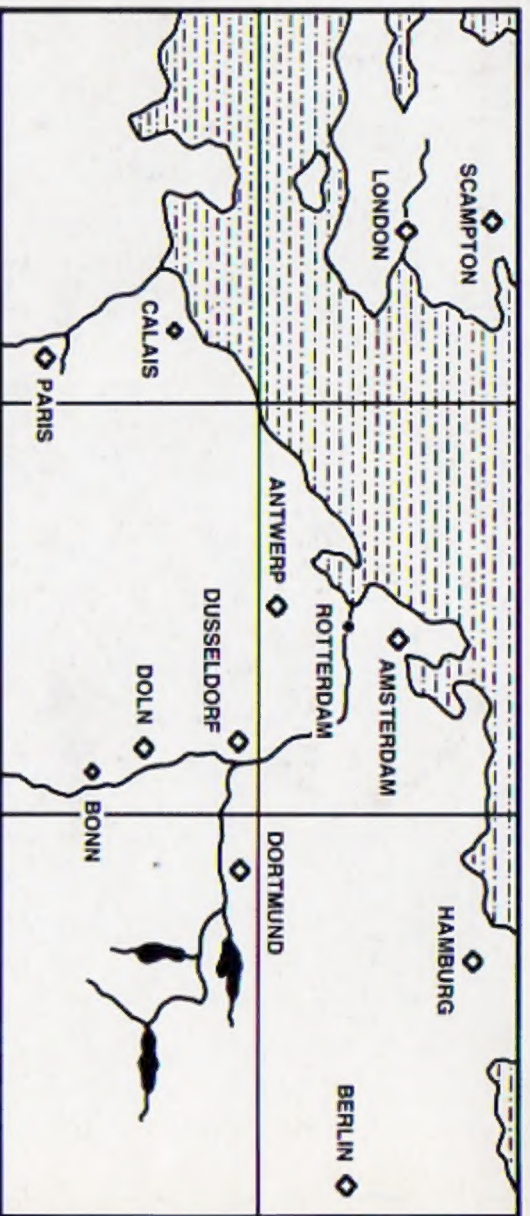 SCAMPTON
HAMBURG
LONDON
AMSTERDAM
BERLIN
ROTTERDAM
ANTWERP
DORTMUND
DUSSELDORF
CALAIS
DOLN
BONN
PARIS